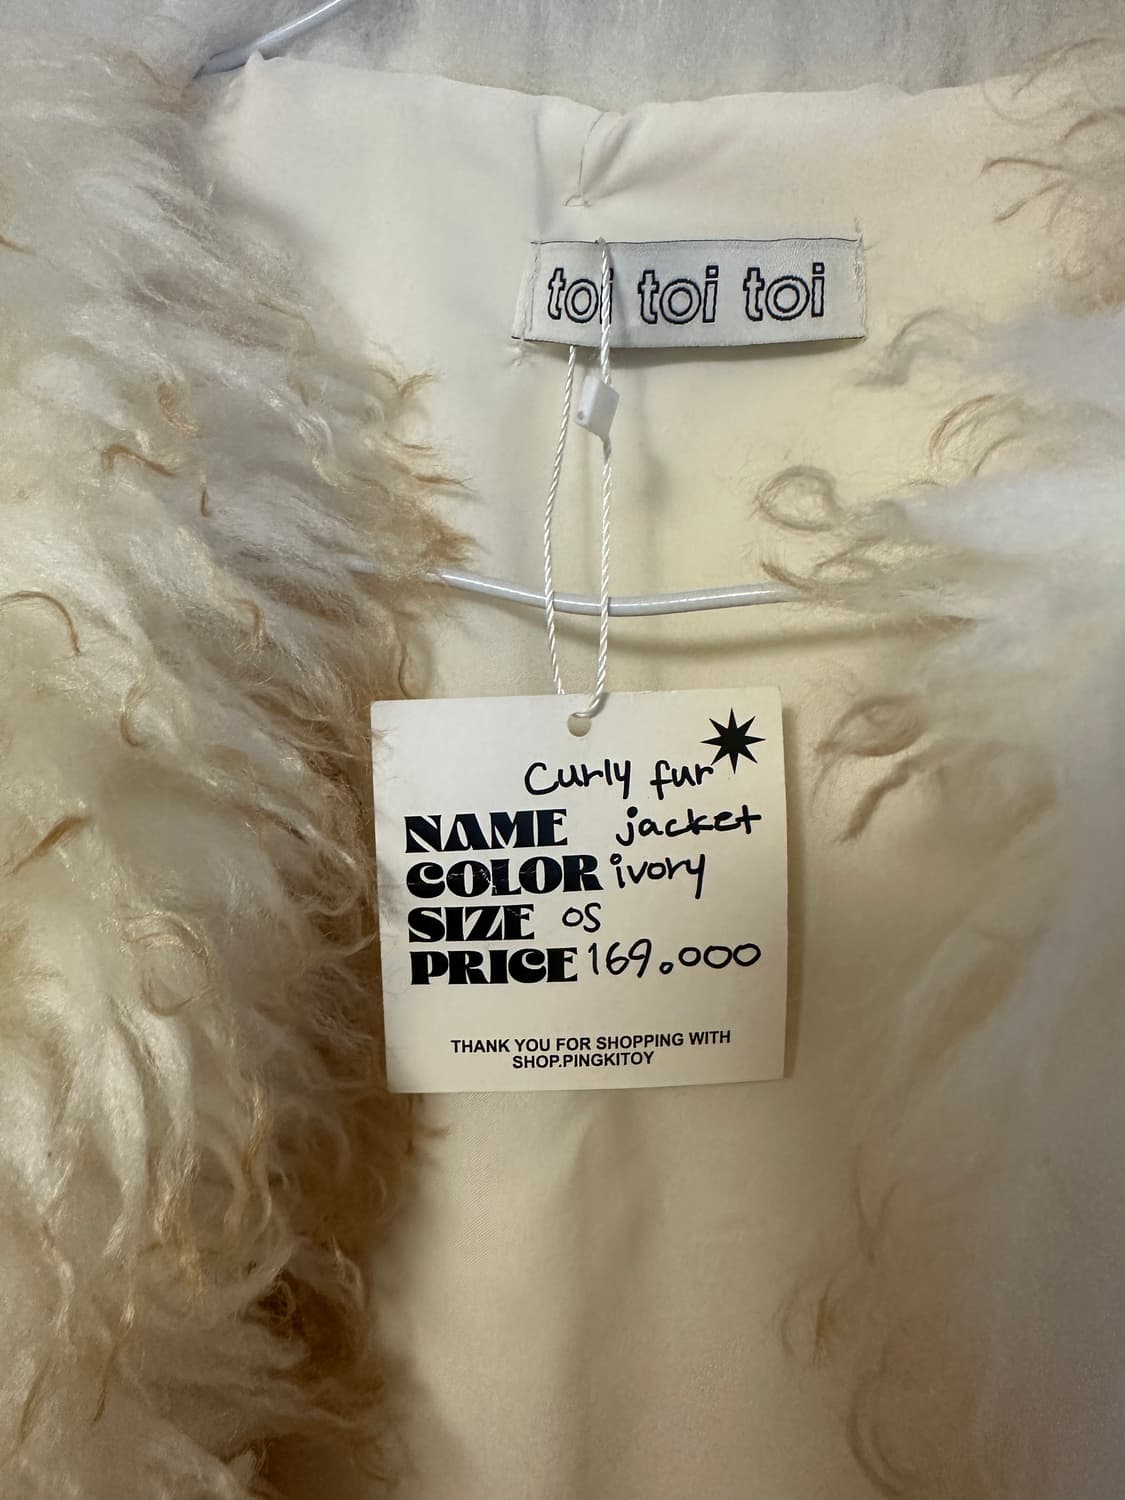 toi toi toi
Curly fur
NAME jacket
COLOR ivory
SIZE OS
PRICE 169.000
THANK YOU FOR SHOPPING WITH
SHOP.PINGKITOY